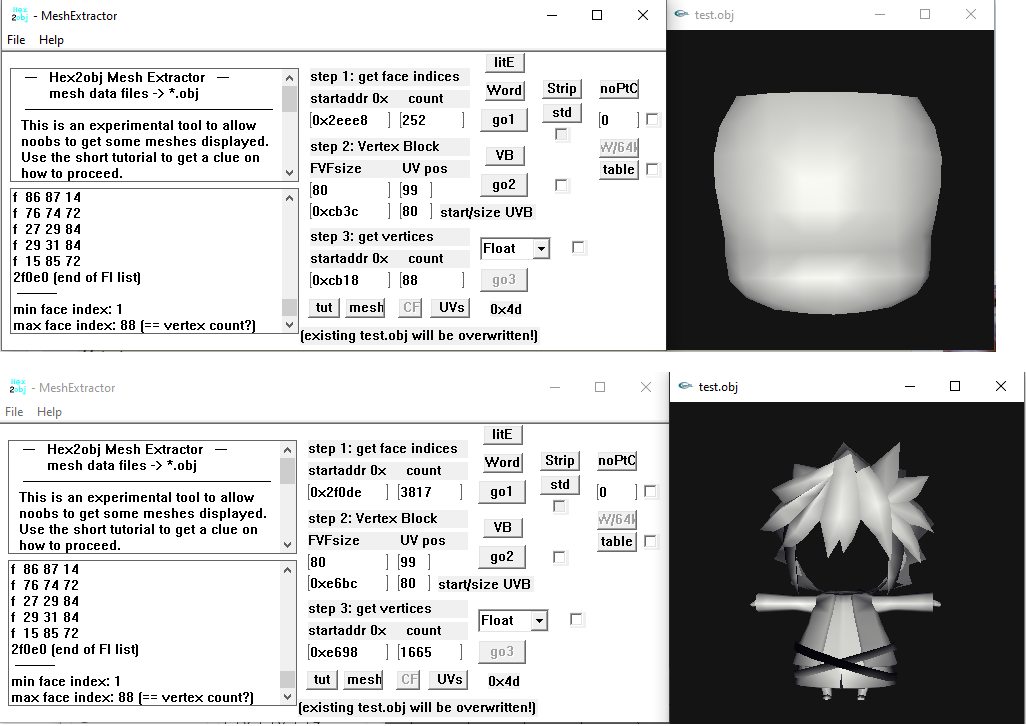 Hex
2obj - MeshExtractor
test.obj
File Help
— Hex2obj Mesh Extractor —
mesh data files -> *.obj
This is an experimental tool to allow
noobs to get some meshes displayed.
Use the short tutorial to get a clue on
how to proceed.
f 86 87 14
f 76 74 72
f 27 29 84
f 29 31 84
f 15 85 72
2f0e0 (end of FI list)
min face index: 1
max face index: 88 (== vertex count?)
step 1: get face indices
litE
startaddr 0x count
Word
Strip
noPtC
[0x2eee8 ] [252 ]
go1
std
[0 ]
step 2: Vertex Block
VB
W/64k
FVFsize UV pos
go2
table
[80 ] [99 ]
[0xcb3c ] [80 ] start/size UVB
step 3: get vertices
Float
startaddr 0x count
[0xcb18 ] [88 ]
go3
tut mesh CF UVs 0x4d
(existing test.obj will be overwritten!)
Hex
2obj - MeshExtractor
test.obj
File Help
— Hex2obj Mesh Extractor —
mesh data files -> *.obj
This is an experimental tool to allow
noobs to get some meshes displayed.
Use the short tutorial to get a clue on
how to proceed.
f 86 87 14
f 76 74 72
f 27 29 84
f 29 31 84
f 15 85 72
2f0e0 (end of FI list)
min face index: 1
max face index: 88 (== vertex count?)
step 1: get face indices
litE
startaddr 0x count
Word
Strip
noPtC
[0x2f0de ] [3817 ]
go1
std
[0 ]
step 2: Vertex Block
VB
W/64k
FVFsize UV pos
go2
table
[80 ] [99 ]
[0xe6bc ] [80 ] start/size UVB
step 3: get vertices
Float
startaddr 0x count
[0xe698 ] [1665 ]
go3
tut mesh CF UVs 0x4d
(existing test.obj will be overwritten!)